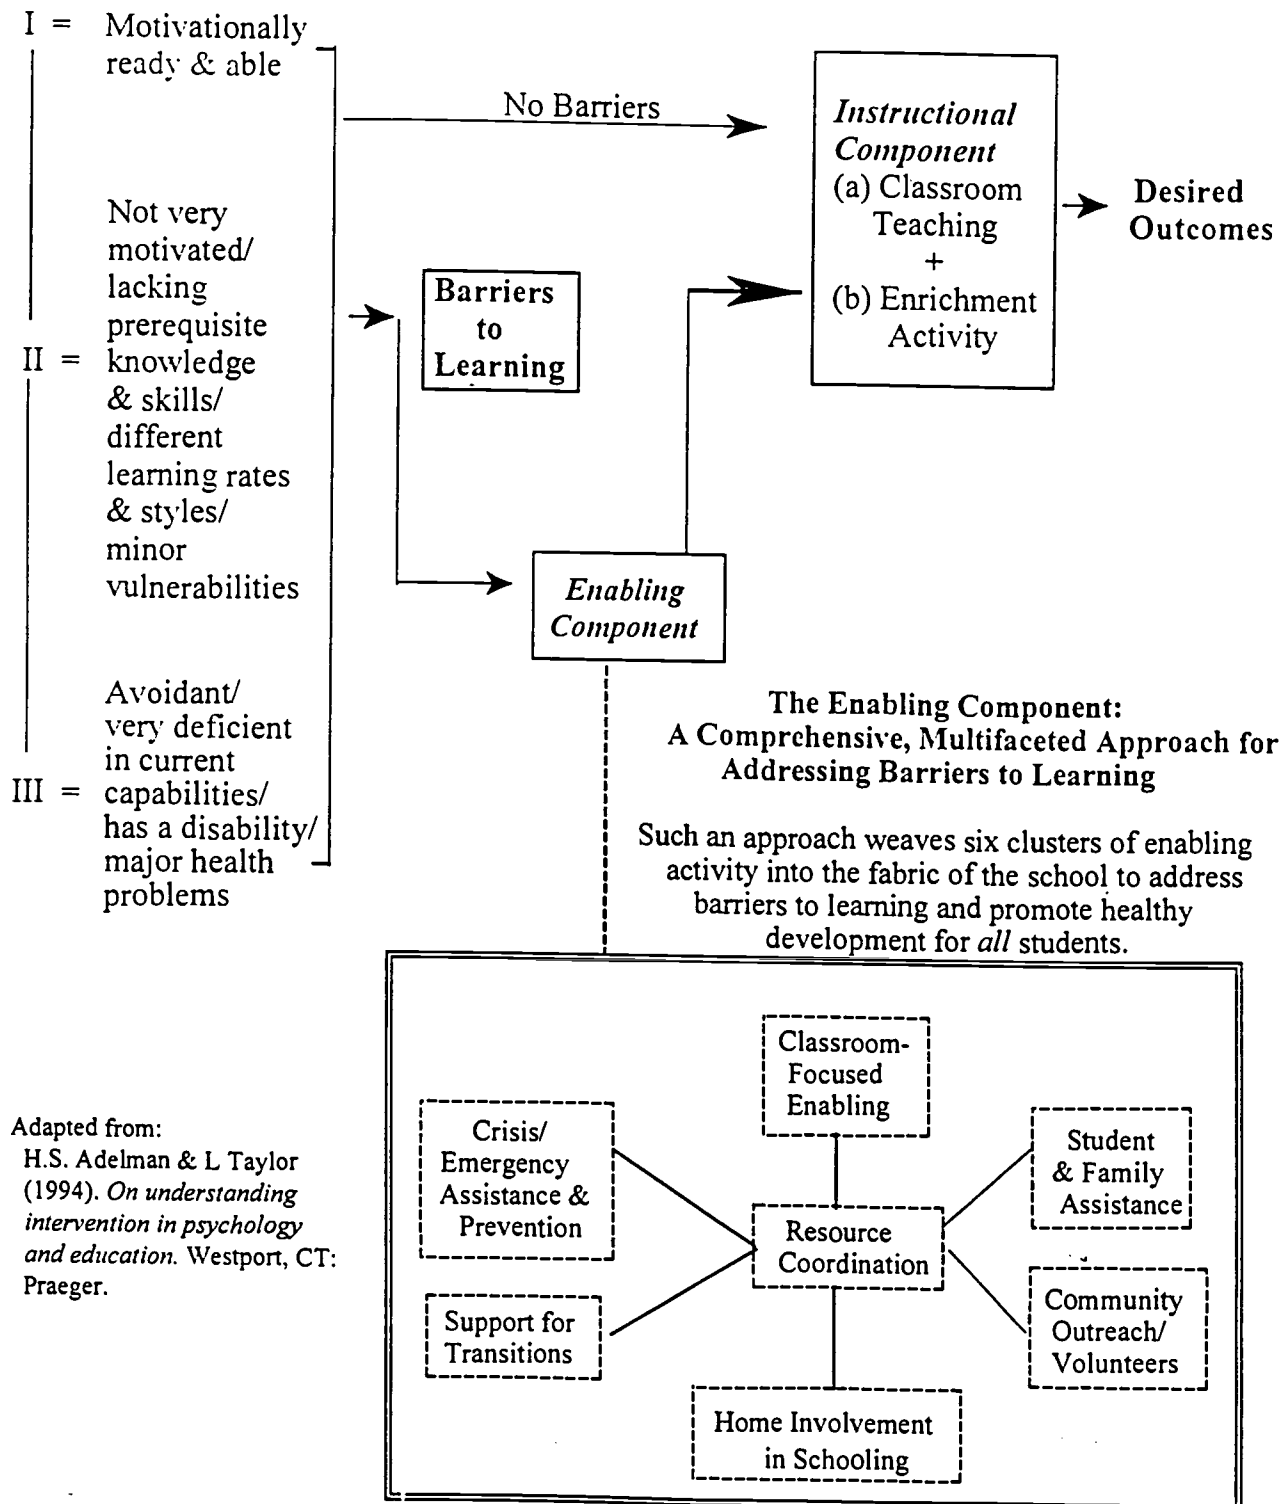 I = Motivationally
ready & able
No Barriers
Instructional
Component
(a) Classroom
Teaching
+
(b) Enrichment
Activity
Desired
Outcomes
Not very
motivated/
lacking
prerequisite
II = knowledge
& skills/
different
learning rates
& styles/
minor
vulnerabilities
Barriers
to
Learning
Enabling
Component
Avoidant/
very deficient
in current
III = capabilities/
has a disability/
major health
problems
The Enabling Component:
A Comprehensive, Multifaceted Approach for
Addressing Barriers to Learning
Such an approach weaves six clusters of enabling
activity into the fabric of the school to address
barriers to learning and promote healthy
development for all students.
Classroom-
Focused
Enabling
Crisis/
Emergency
Assistance &
Prevention
Student
& Family
Assistance
Resource
Coordination
Support for
Transitions
Community
Outreach/
Volunteers
Home Involvement
in Schooling
Adapted from:
H.S. Adelman & L Taylor
(1994). On understanding
intervention in psychology
and education. Westport, CT:
Praeger.